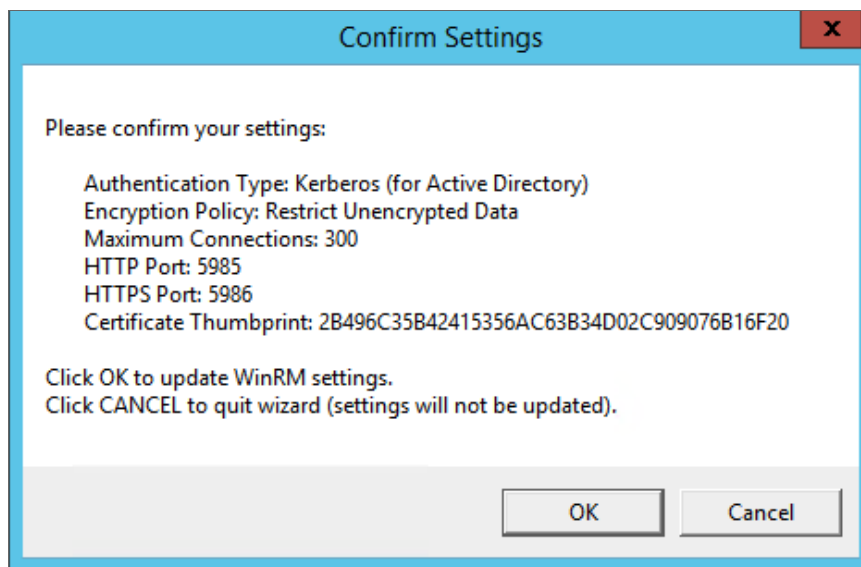 Confirm Settings
x
Please confirm your settings:
Authentication Type: Kerberos (for Active Directory)
Encryption Policy: Restrict Unencrypted Data
Maximum Connections: 300
HTTP Port: 5985
HTTPS Port: 5986
Certificate Thumbprint: 2B496C35B42415356AC63B34D02C909076B16F20
Click OK to update WinRM settings.
Click CANCEL to quit wizard (settings will not be updated).
OK
Cancel